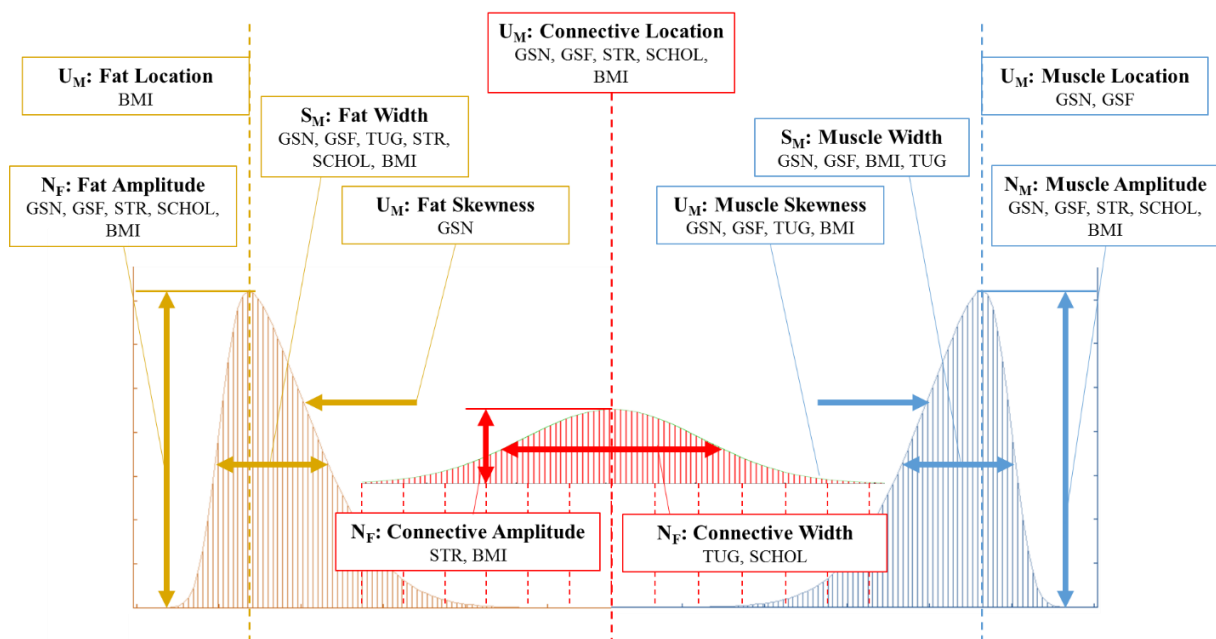 U_M: Connective Location
GSN, GSF, STR, SCHOL,
BMI
U_M: Fat Location
BMI
U_M: Muscle Location
GSN, GSF
S_M: Fat Width
GSN, GSF, TUG, STR,
SCHOL, BMI
S_M: Muscle Width
GSN, GSF, BMI, TUG
N_F: Fat Amplitude
GSN, GSF, STR, SCHOL,
BMI
U_M: Fat Skewness
GSN
U_M: Muscle Skewness
GSN, GSF, TUG, BMI
N_M: Muscle Amplitude
GSN, GSF, STR, SCHOL,
BMI
N_F: Connective Amplitude
STR, BMI
N_F: Connective Width
TUG, SCHOL